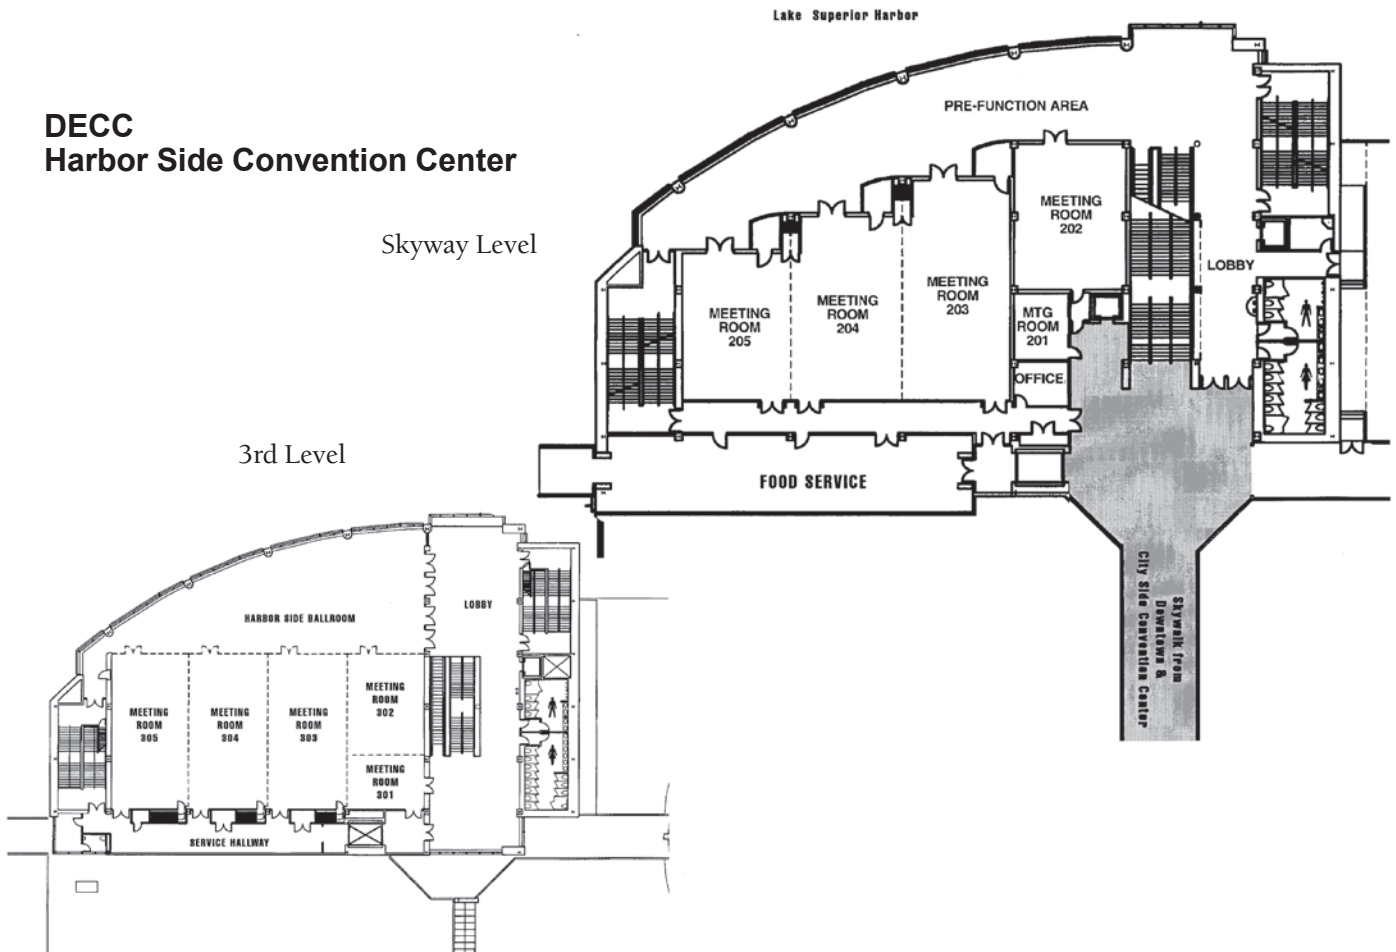 Lake Superior Harbor
DECC
Harbor Side Convention Center
Skyway Level
PRE-FUNCTION AREA
MEETING
ROOM
202
LOBBY
MEETING
ROOM
203
MEETING
ROOM
204
MEETING
ROOM
205
MTG
ROOM
201
OFFICE
FOOD SERVICE
Skywalk from
Downtown &
City Side Convention Center
3rd Level
LOBBY
HARBOR SIDE BALLROOM
MEETING
ROOM
305
MEETING
ROOM
304
MEETING
ROOM
303
MEETING
ROOM
302
MEETING
ROOM
301
SERVICE HALLWAY